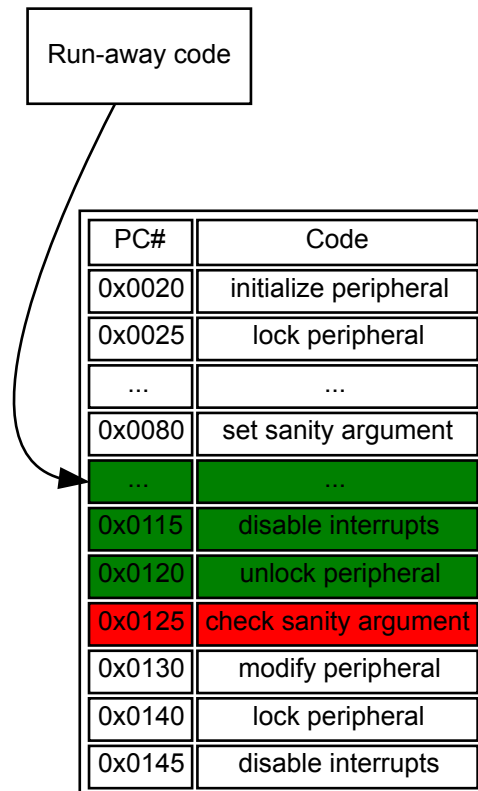 Run-away code
PC# Code
0x0020 initialize peripheral
0x0025 lock peripheral
... ...
0x0080 set sanity argument
... ...
0x0115 disable interrupts
0x0120 unlock peripheral
0x0125 check sanity argument
0x0130 modify peripheral
0x0140 lock peripheral
0x0145 disable interrupts